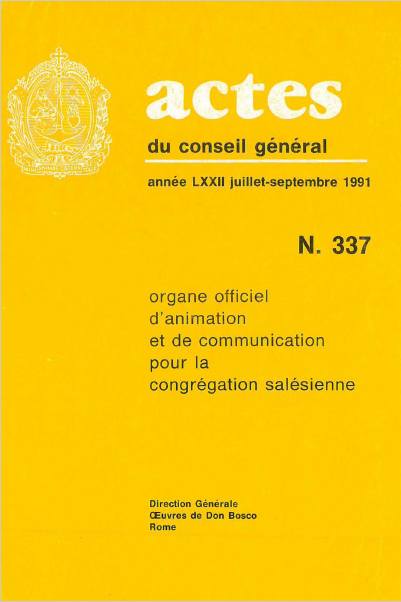 actes
du conseil général
année LXXII juillet-septembre 1991
N. 337
organe officiel
d'animation
et de communication
pour la
congrégation salésienne
Direction Générale
Œuvres de Don Bosco
Rome